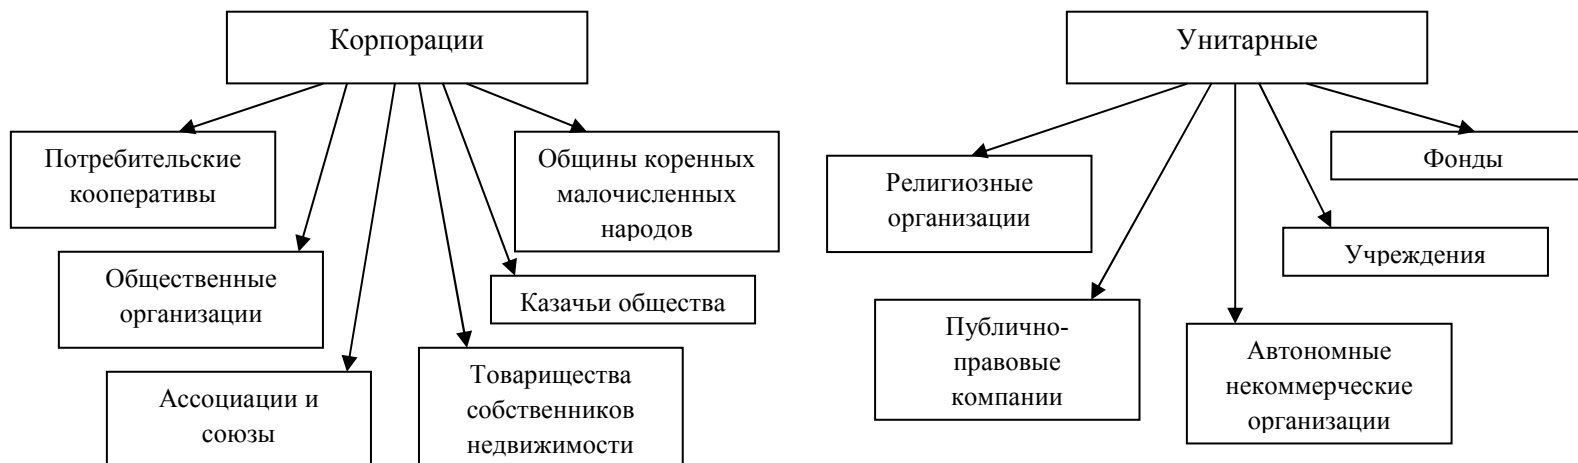 Корпорации
Потребительские
кооперативы
Общественные
организации
Ассоциации и
союзы
Товарищества
собственников
недвижимости
Казачьи общества
Общины коренных
малочисленных
народов
Унитарные
Религиозные
организации
Публично-
правовые
компании
Автономные
некоммерческие
организации
Учреждения
Фонды